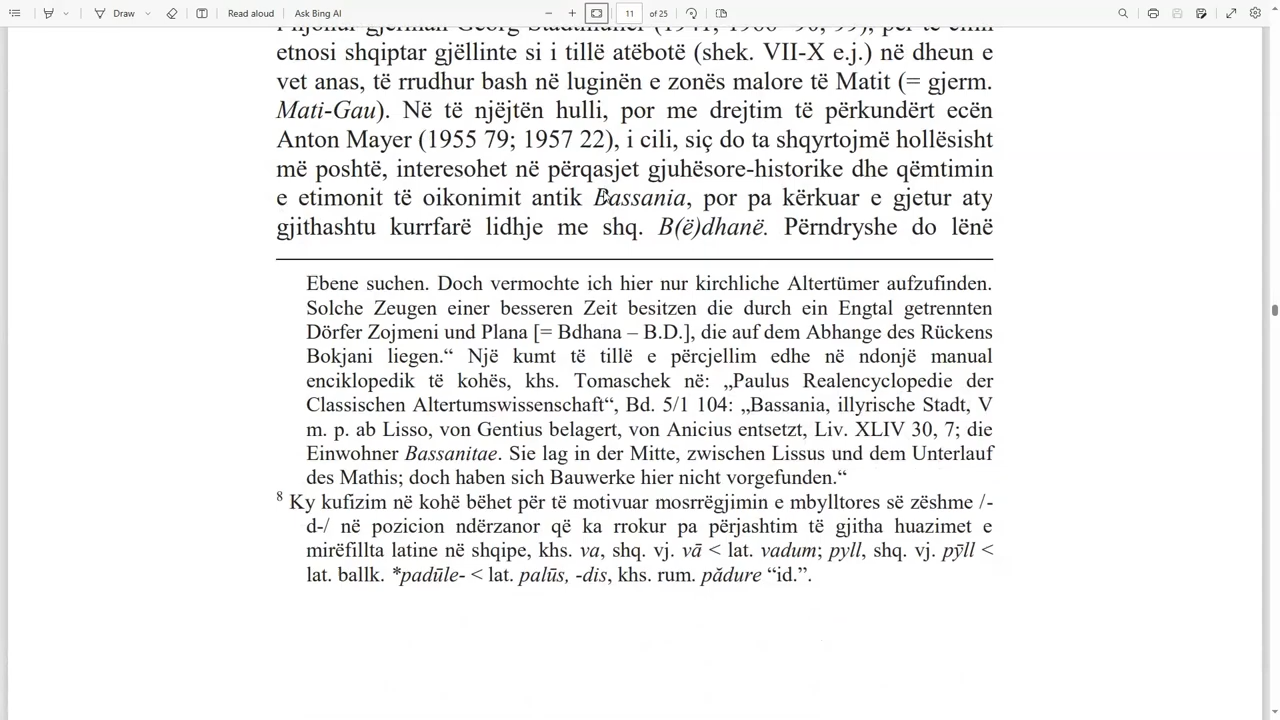 Draw
Read aloud
Ask Bing AI
11
of 25
etnosi shqiptar gjëllinte si i tillë atëbotë (shek. VII-X e.j.) në dheun e
vet anas, të rrudhur bash në luginën e zonës malore të Matit (= gjerm.
Mati-Gau). Në të njëjtën hulli, por me drejtim të përkundërt ecën
Anton Mayer (1955 79; 1957 22), i cili, siç do ta shqyrtojmë hollësisht
më poshtë, interesohet në përqasjet gjuhësore-historike dhe qëmtimin
e etimonit të oikonimit antik Bassania, por pa kërkuar e gjetur aty
gjithashtu kurrfarë lidhje me shq. B(ë)dhanë. Përndryshe do lënë
Ebene suchen. Doch vermochte ich hier nur kirchliche Altertümer aufzufinden.
Solche Zeugen einer besseren Zeit besitzen die durch ein Engtal getrennten
Dörfer Zojmeni und Plana [= Bdhana – B.D.], die auf dem Abhange des Rückens
Bokjani liegen.“ Një kumt të tillë e përcjellim edhe në ndonjë manual
enciklopedik të kohës, khs. Tomaschek në: „Paulus Realencyclopedie der
Classischen Altertumswissenschaft“, Bd. 5/1 104: „Bassania, illyrische Stadt, V
m. p. ab Lisso, von Gentius belagert, von Anicius entsetzt, Liv. XLIV 30, 7; die
Einwohner Bassanitae. Sie lag in der Mitte, zwischen Lissus und dem Unterlauf
des Mathis; doch haben sich Bauwerke hier nicht vorgefunden.“
8 Ky kufizim në kohë bëhet për të motivuar mosrrëgjimin e mbylltores së zëshme /-
d-/ në pozicion ndërzanor që ka rrokur pa përjashtim të gjitha huazimet e
mirëfillta latine në shqipe, khs. va, shq. vj. vā < lat. vadum; pyll, shq. vj. pȳll <
lat. ballk. *padūle- < lat. palūs, -dis, khs. rum. pǎdure “id.”.